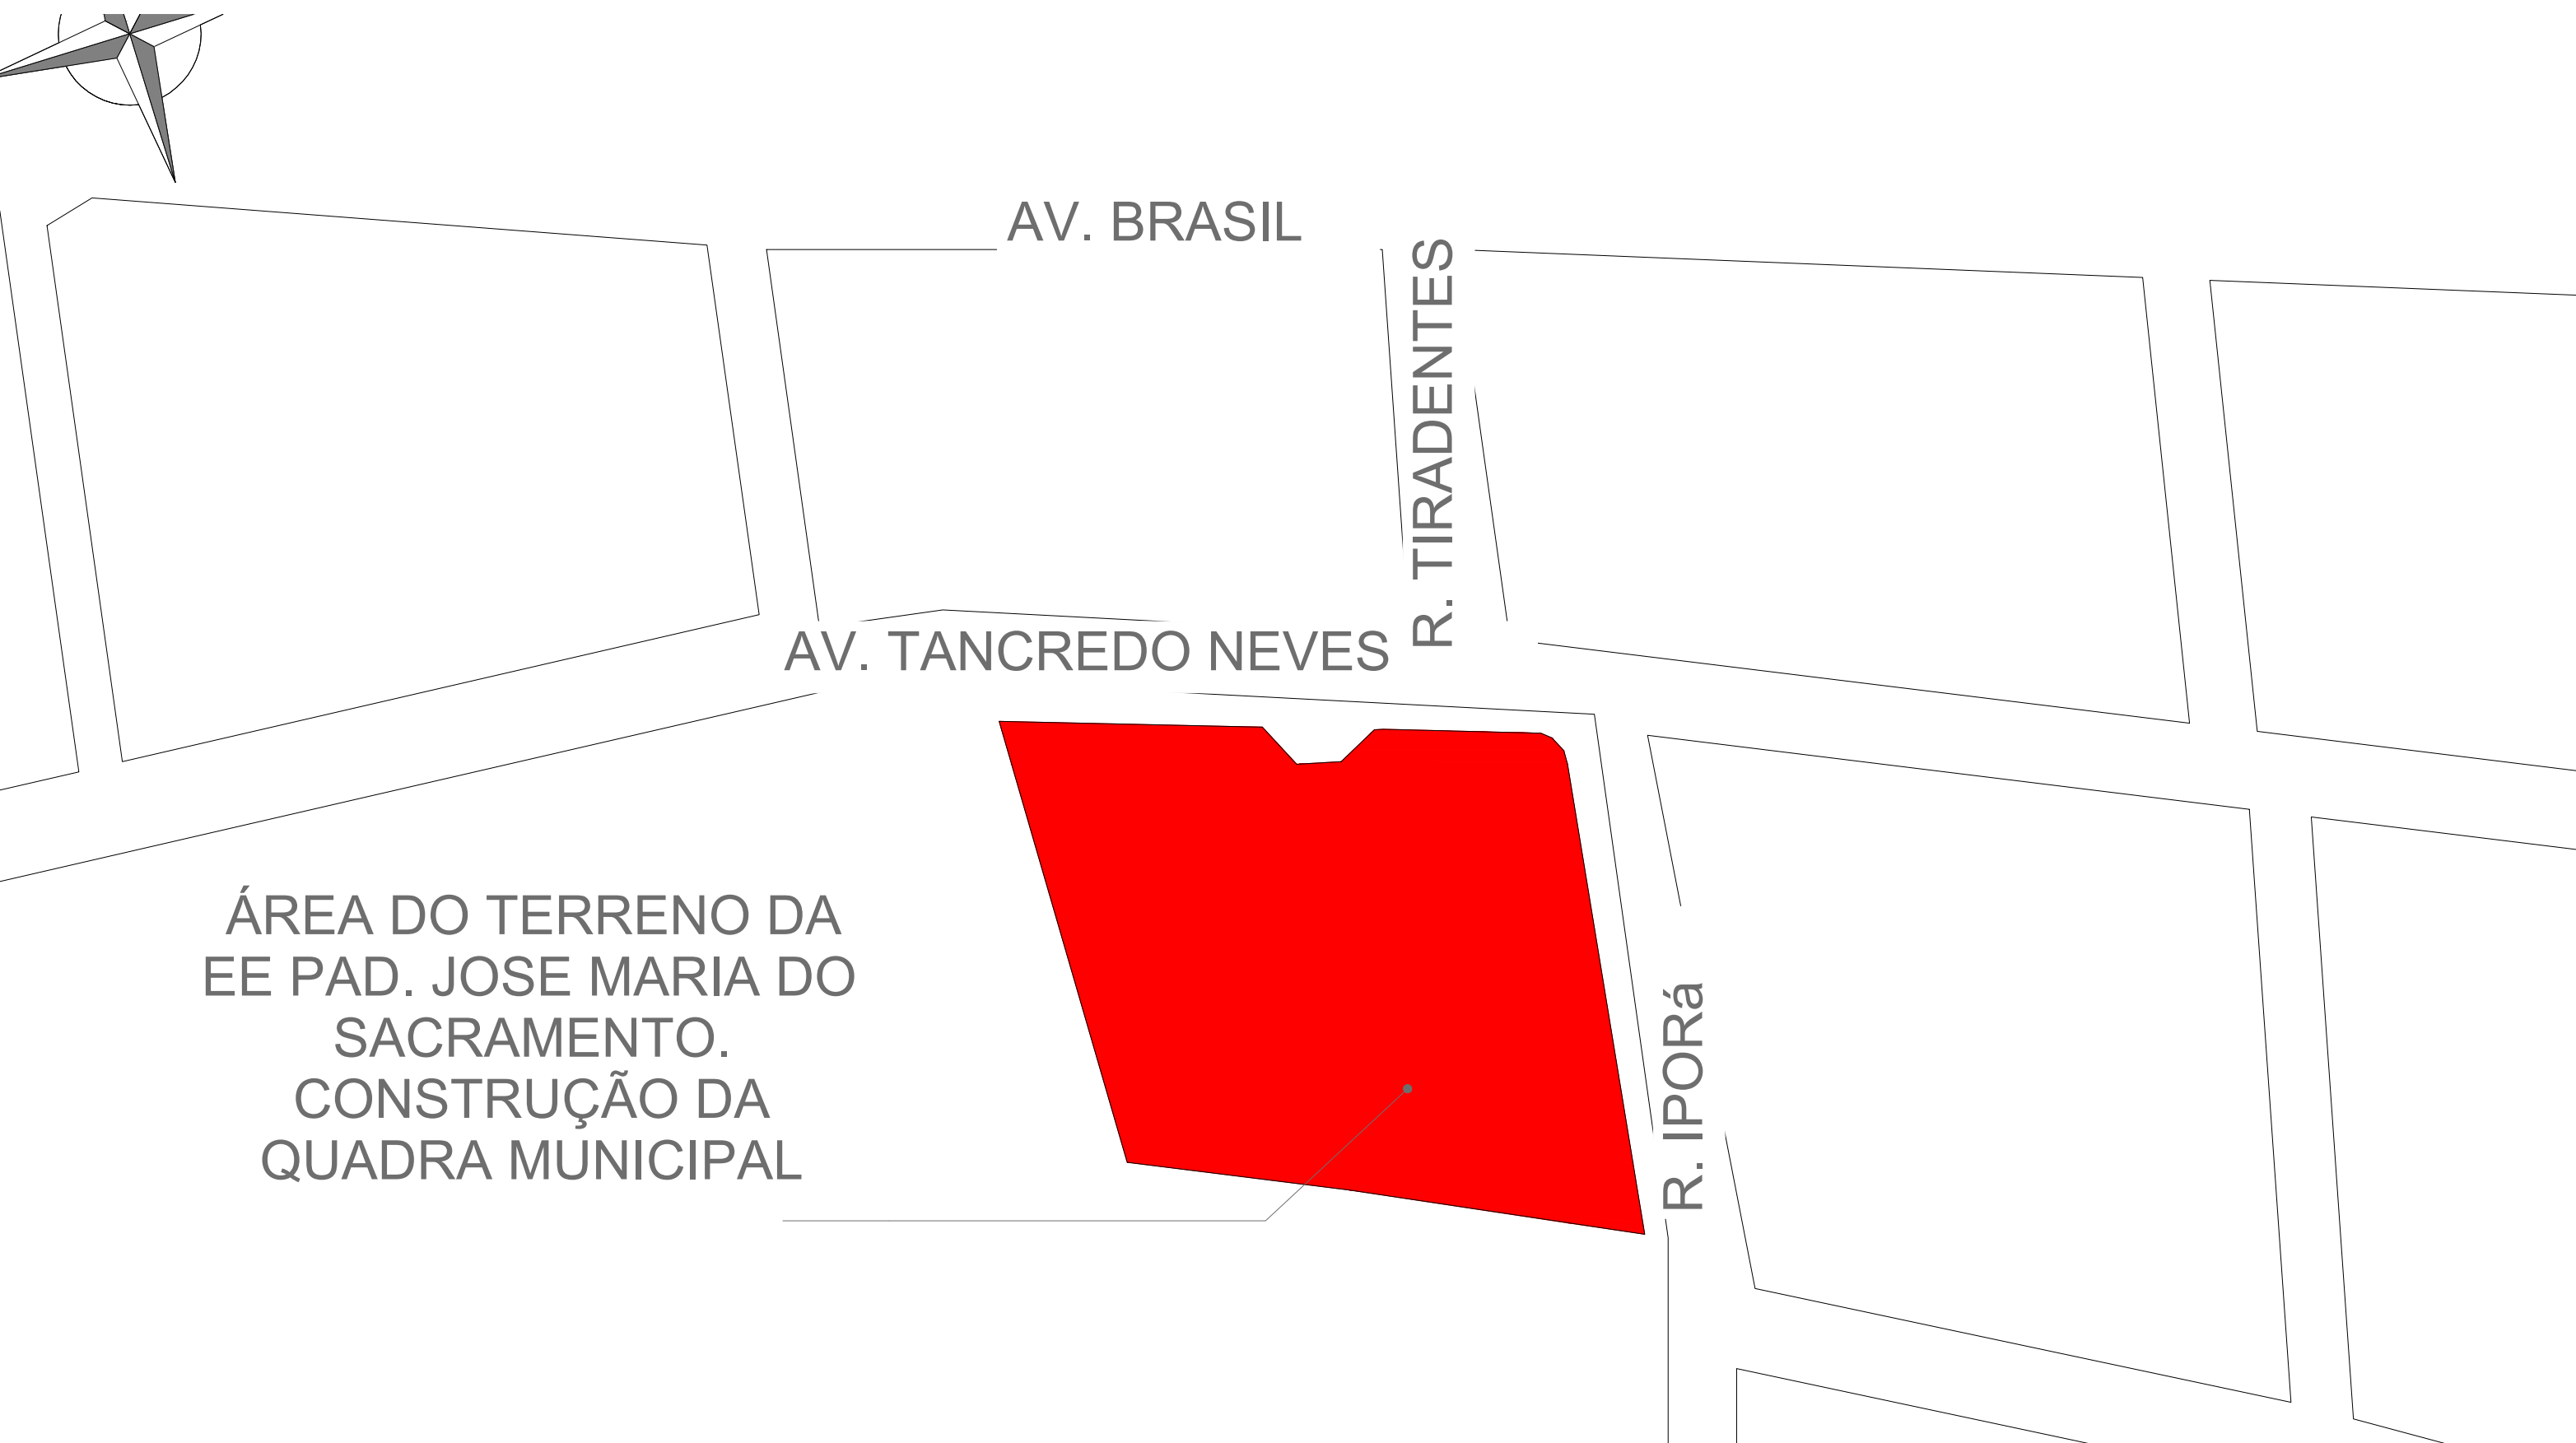 AV. BRASIL
R. TIRADENTES
AV. TANCREDO NEVES
ÁREA DO TERRENO DA
EE PAD. JOSE MARIA DO
SACRAMENTO.
CONSTRUÇÃO DA
QUADRA MUNICIPAL
R. IPORá